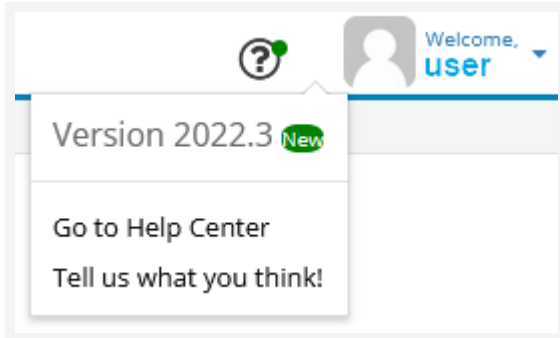 ?
Welcome,
user
Version 2022.3 New
Go to Help Center
Tell us what you think!